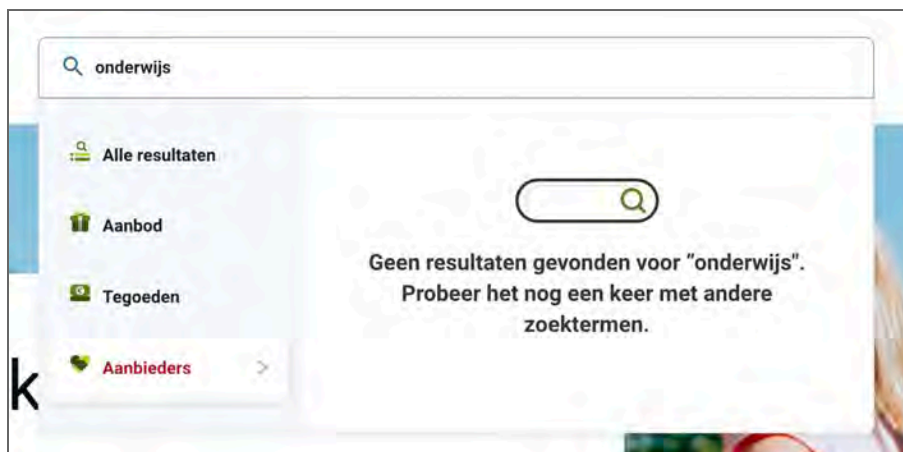 onderwijs
Alle resultaten
Aanbod
Tegoeden
Aanbieders
Geen resultaten gevonden voor "onderwijs".
Probeer het nog een keer met andere
zoektermen.
k